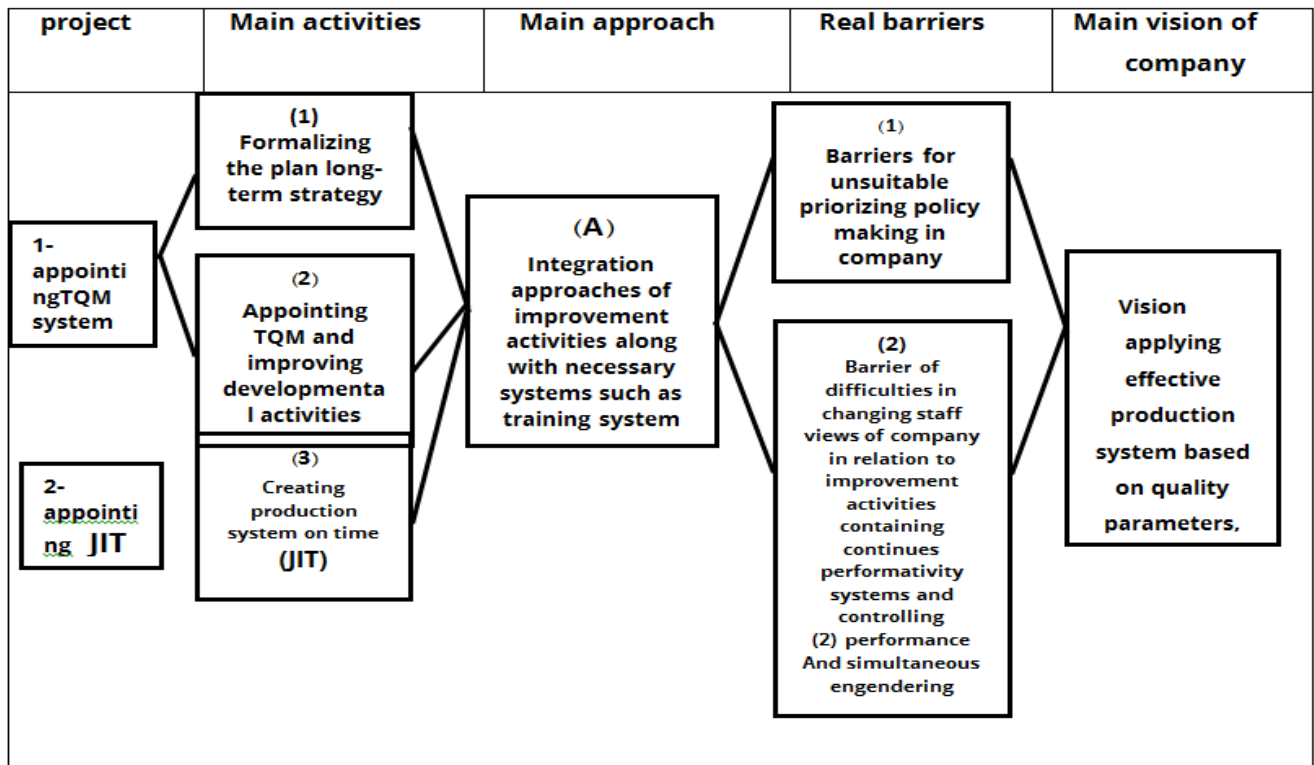 project
Main activities
Main approach
Real barriers
Main vision of
company
1-
appointi
ngTQM
system
2-
appointi
ng JIT
(1)
Formalizing
the plan long-
term strategy
(2)
Appointing
TQM and
improving
developmenta
l activities
(3)
Creating
production
system on time
(JIT)
(A)
Integration
approaches of
improvement
activities along
with necessary
systems such as
training system
(1)
Barriers for
unsuitable
priorizing policy
making in
company
(2)
Barrier of
difficulties in
changing staff
views of company
in relation to
improvement
activities
containing
continues
performativity
systems and
controlling
(2) performance
And simultaneous
engendering
Vision
applying
effective
production
system based
on quality
parameters,